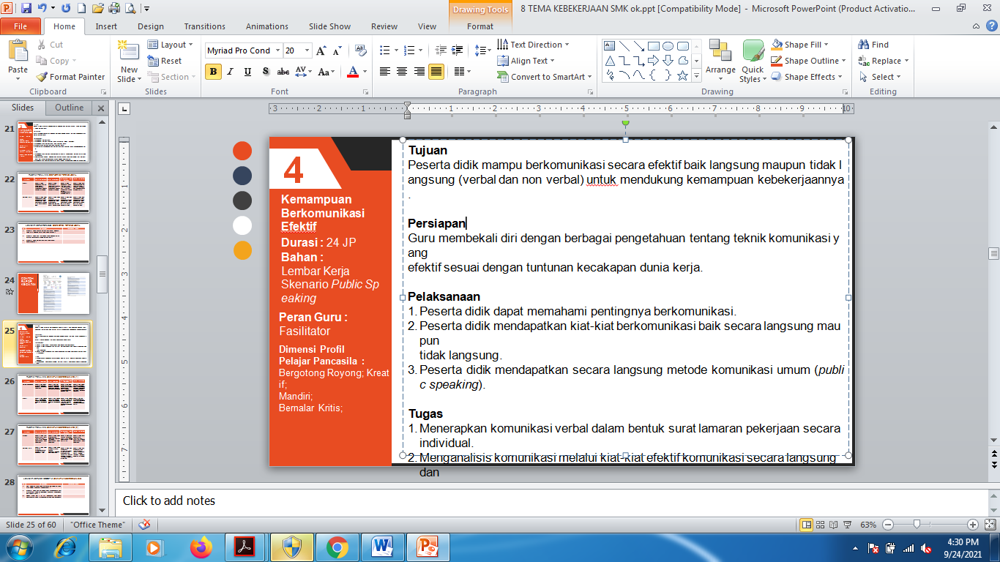 Drawing Tools
8 TEMA KEBEKERJAAN SMK ok.ppt [Compatibility Mode] - Microsoft PowerPoint (Product Activatio...
File
Home
Insert
Design
Transitions
Animations
Slide Show
Review
View
Format
Paste
Cut
Copy
Format Painter
Clipboard
New
Slide
Layout
Reset
Section
Slides
Myriad Pro Cond
20
Font
Paragraph
Text Direction
Align Text
Convert to SmartArt
Arrange
Quick
Styles
Shape Fill
Shape Outline
Shape Effects
Drawing
Find
Replace
Select
Editing
Slides
Outline
21
22
23
24
25
26
27
28
4
Kemampuan
Berkomunikasi
Efektif
Durasi : 24 JP
Bahan :
Lembar Kerja
Skenario Public Sp
eaking
Peran Guru :
Fasilitator
Dimensi Profil
Pelajar Pancasila :
Bergotong Royong; Kreat
if;
Mandiri;
Bernalar Kritis;
Tujuan
Peserta didik mampu berkomunikasi secara efektif baik langsung maupun tidak l
angsung (verbal dan non verbal) untuk mendukung kemampuan kebekerjaannya
.
Persiapan
Guru membekali diri dengan berbagai pengetahuan tentang teknik komunikasi y
ang
efektif sesuai dengan tuntunan kecakapan dunia kerja.
Pelaksanaan
1. Peserta didik dapat memahami pentingnya berkomunikasi.
2. Peserta didik mendapatkan kiat-kiat berkomunikasi baik secara langsung mau
pun
tidak langsung.
3. Peserta didik mendapatkan secara langsung metode komunikasi umum (publi
c speaking).
Tugas
1. Menerapkan komunikasi verbal dalam bentuk surat lamaran pekerjaan secara
individual.
2. Menganalisis komunikasi melalui kiat-kiat efektif komunikasi secara langsung
dan
Click to add notes
Slide 25 of 60
"Office Theme"
63%
4:30 PM
9/24/2021